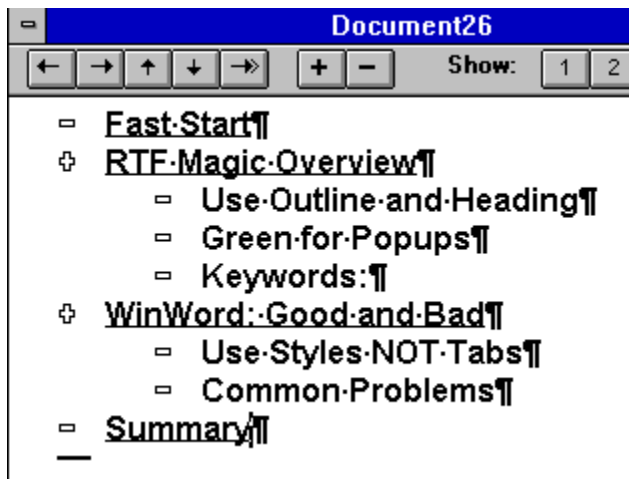 Document26
Show: 1 2
Fast Start¶
RTF Magic Overview¶
Use Outline and Heading¶
Green for Popups¶
Keywords:¶
WinWord: Good and Bad¶
Use Styles NOT Tabs¶
Common Problems¶
Summary¶